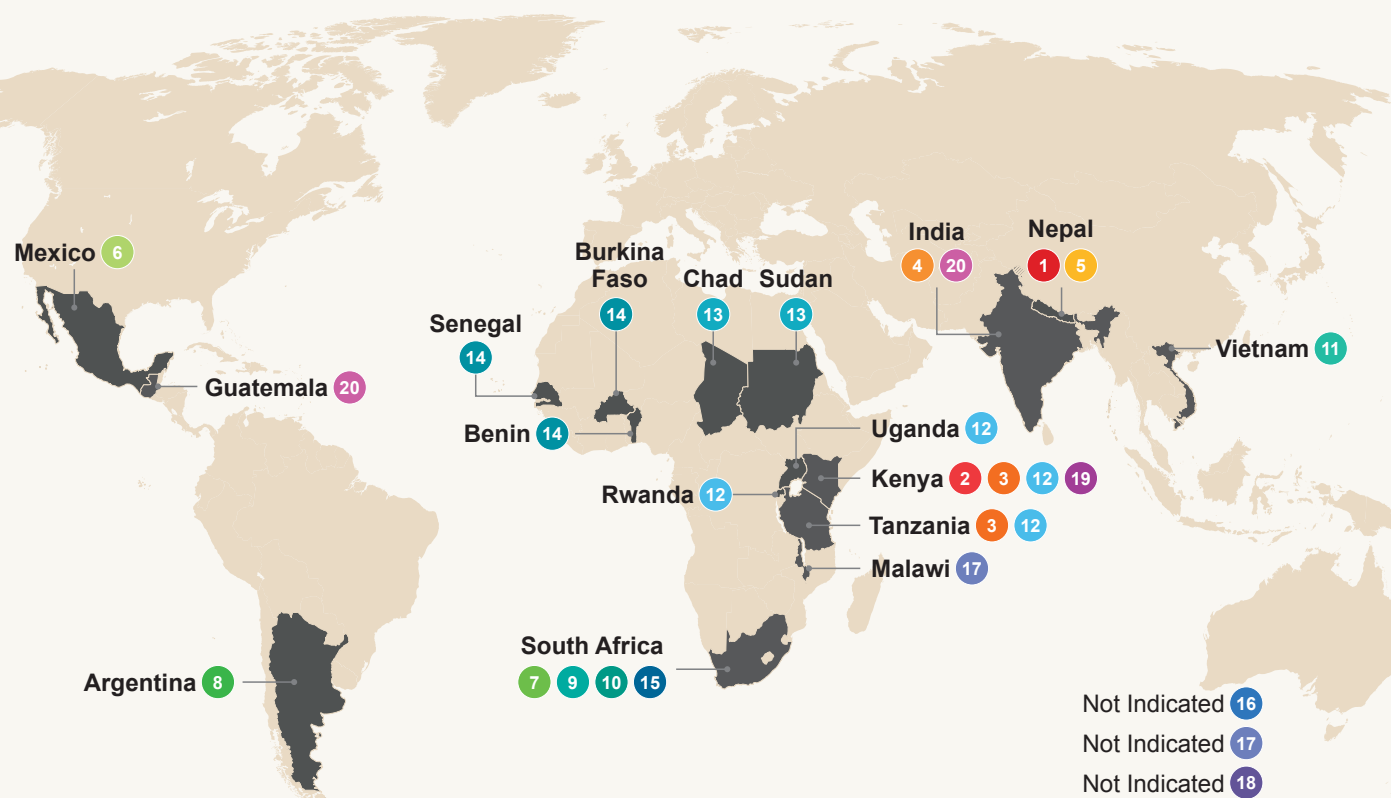 Mexico 6
Guatemala 20
Argentina 8
Senegal
14
Burkina
Faso
14
Benin 14
Chad
13
Sudan
13
Rwanda 12
Uganda 12
Kenya 2 3 12 19
Tanzania 3 12
Malawi 17
South Africa
7 9 10 15
India
4 20
Nepal
1 5
Vietnam 11
Not Indicated 16
Not Indicated 17
Not Indicated 18